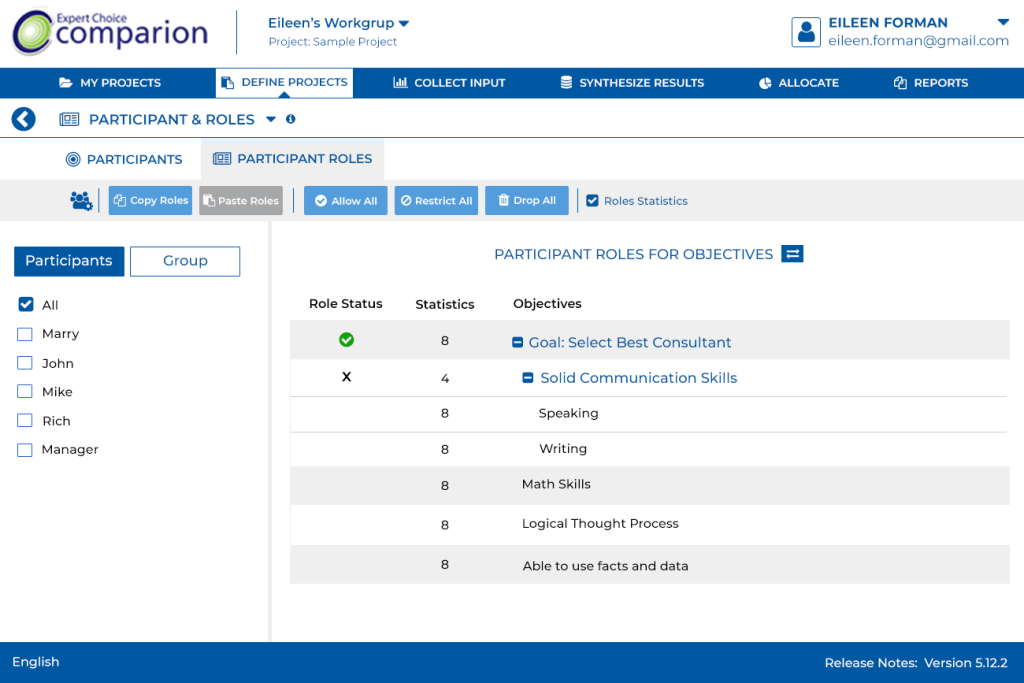 Expert Choice
comparion
Eileen's Workgrup
Project: Sample Project
EILEEN FORMAN
eileen.forman@gmail.com
MY PROJECTS DEFINE PROJECTS COLLECT INPUT SYNTHESIZE RESULTS ALLOCATE REPORTS
PARTICIPANT & ROLES
PARTICIPANTS PARTICIPANT ROLES
Copy Roles Paste Roles Allow All Restrict All Drop All Roles Statistics
Participants Group
All
Marry
John
Mike
Rich
Manager
PARTICIPANT ROLES FOR OBJECTIVES
Role Status Statistics Objectives
8 Goal: Select Best Consultant
X 4 Solid Communication Skills
8 Speaking
8 Writing
8 Math Skills
8 Logical Thought Process
8 Able to use facts and data
English
Release Notes: Version 5.12.2